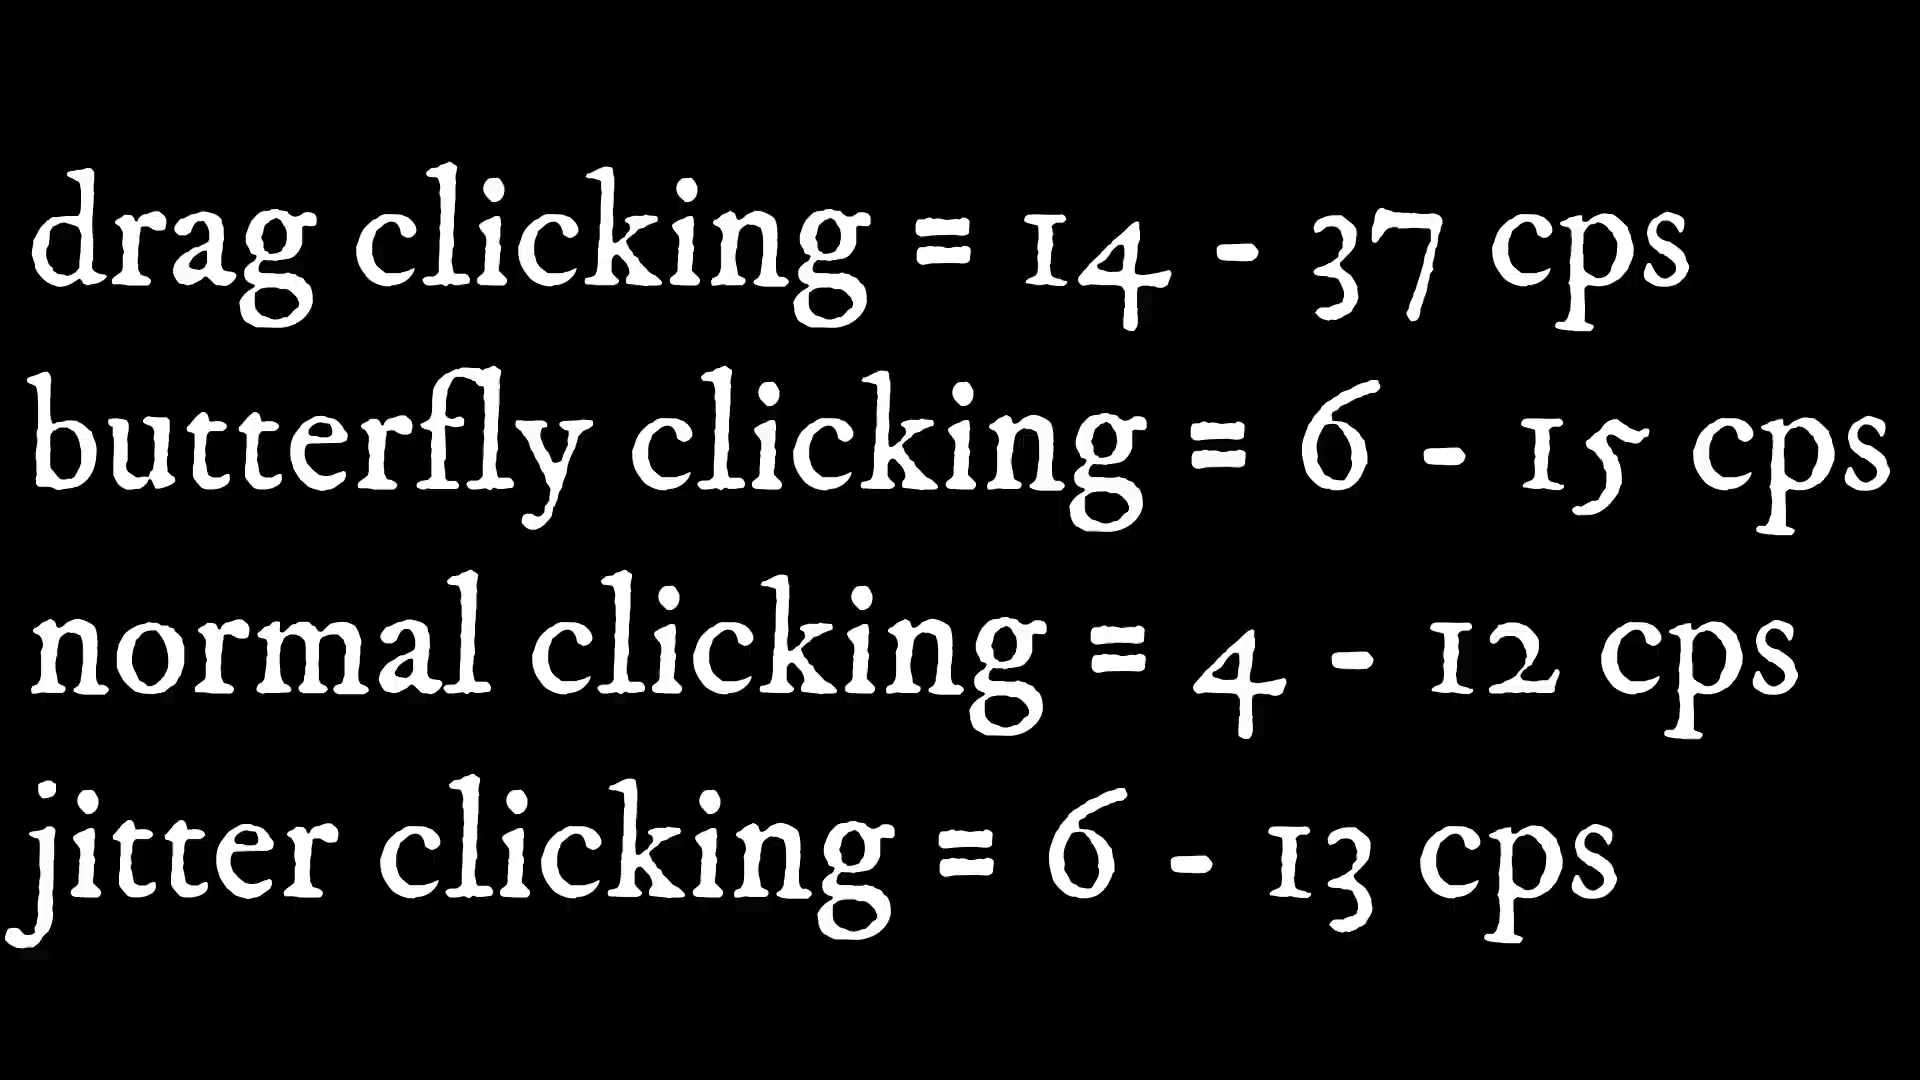 drag clicking = 14 - 37 cps
butterfly clicking = 6 - 15 cps
normal clicking = 4 - 12 cps
jitter clicking = 6 - 13 cps